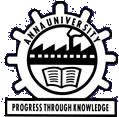 ANNA UNIVERSITY
PROGRESS THROUGH KNOWLEDGE